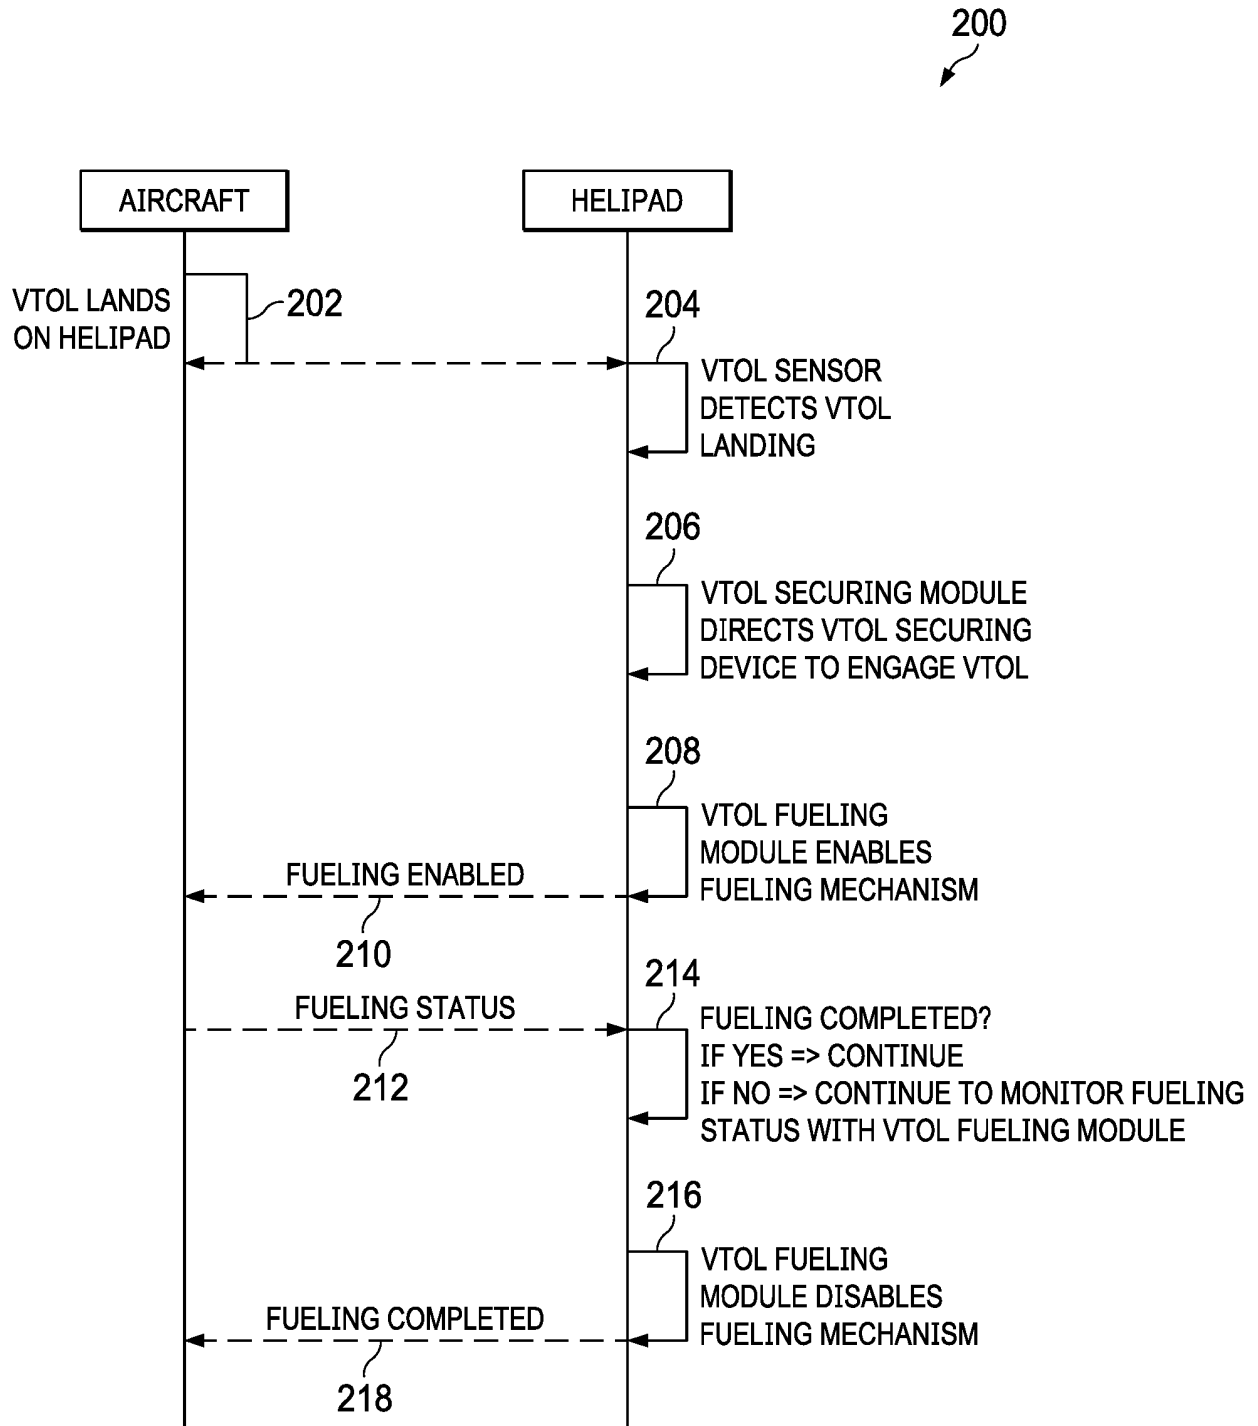 200
AIRCRAFT
HELIPAD
VTOL LANDS
ON HELIPAD
202
204
VTOL SENSOR
DETECTS VTOL
LANDING
206
VTOL SECURING MODULE
DIRECTS VTOL SECURING
DEVICE TO ENGAGE VTOL
208
VTOL FUELING
MODULE ENABLES
FUELING MECHANISM
FUELING ENABLED
210
FUELING STATUS
212
214
FUELING COMPLETED?
IF YES => CONTINUE
IF NO => CONTINUE TO MONITOR FUELING
STATUS WITH VTOL FUELING MODULE
216
VTOL FUELING
MODULE DISABLES
FUELING MECHANISM
FUELING COMPLETED
218